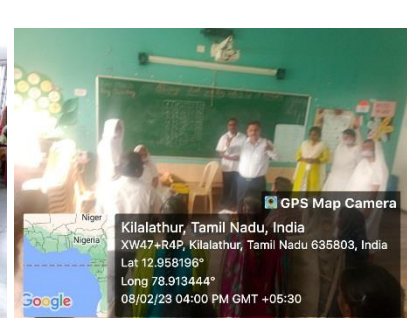 GPS Map Camera
Niger
Nigeria
Google
Kilalathur, Tamil Nadu, India
XW47+R4P, Kilalathur, Tamil Nadu 635803, India
Lat 12.958196°
Long 78.913444°
08/02/23 04:00 PM GMT +05:30